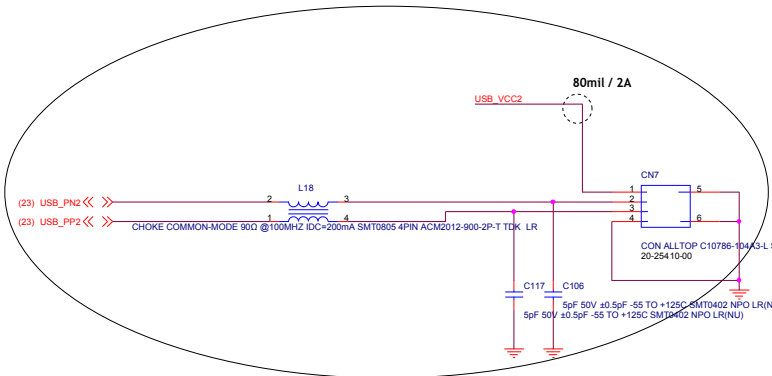 80mil / 2A
USB_VCC2
CN7
L18
(23) USB_PN2
2 3
1 5
2
3
(23) USB_PP2
1 4
4 6
CHOKE COMMON-MODE 90Ω @100MHZ IDC=200mA SMT0805 4PIN ACM2012-900-2P-T TDK LR
CON ALLTOP C10786-104A3-L S
20-25410-00
C117
C106
5pF 50V ±0.5pF -55 TO +125C SMT0402 NPO LR(N
5pF 50V ±0.5pF -55 TO +125C SMT0402 NPO LR(NU)